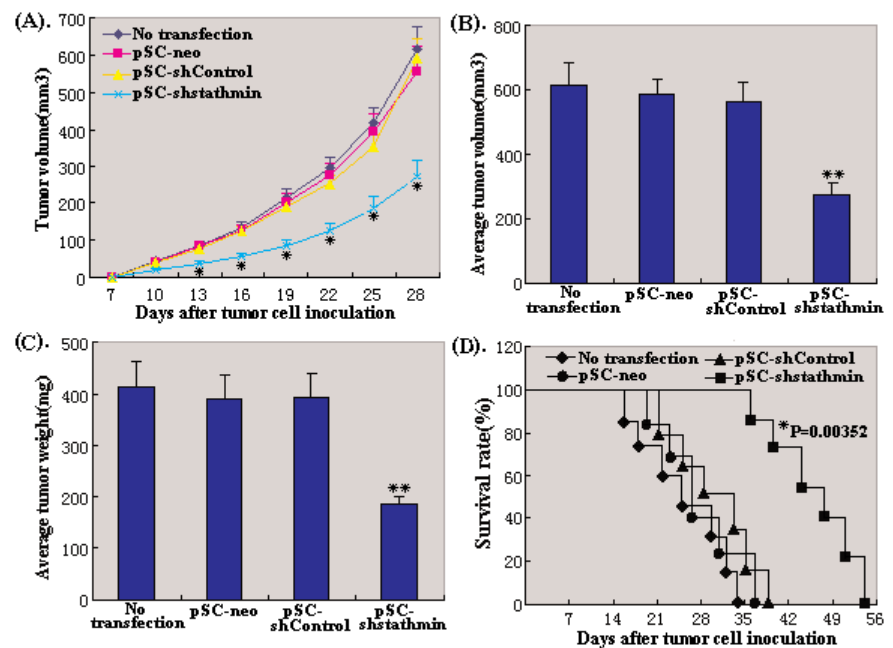 (A).
Tumor volume(mm3)
700
600
500
400
300
200
100
0
No transfection
pSC-neo
pSC-shControl
pSC-shstathmin
* * * * * *
7 10 13 16 19 22 25 28
Days after tumor cell inoculation
(B).
Average tumor volume(mm3)
800
600
400
200
0
**
No transfection
pSC-neo
pSC-shControl
pSC-shstathmin
(C).
Average tumor weight(mg)
500
400
300
200
100
0
**
No transfection
pSC-neo
pSC-shControl
pSC-shstathmin
(D).
Survival rate(%)
120
100
80
60
40
20
0
No transfection
pSC-neo
pSC-shControl
pSC-shstathmin
*P=0.00352
7 14 21 28 35 42 49 56
Days after tumor cell inoculation